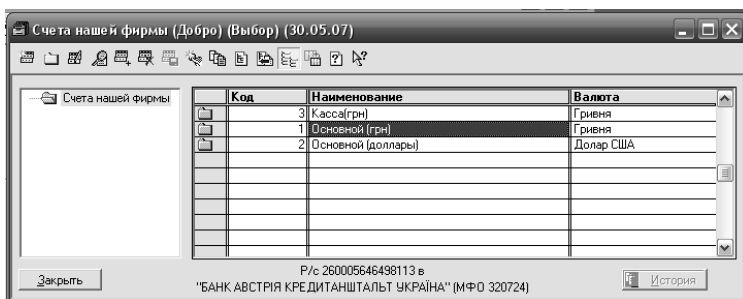 Счета нашей фирмы (Добро) (Выбор) (30.05.07)
Счета нашей фирмы
Код Наименование Валюта
3 Касса(грн) Гривня
1 Основной (грн) Гривня
2 Основной (доллары) Долар США
Р/с 260005646498113 в
"БАНК АВСТРІЯ КРЕДИТАНШТАЛЬТ УКРАЇНА" (МФО 320724)
Закрыть
История